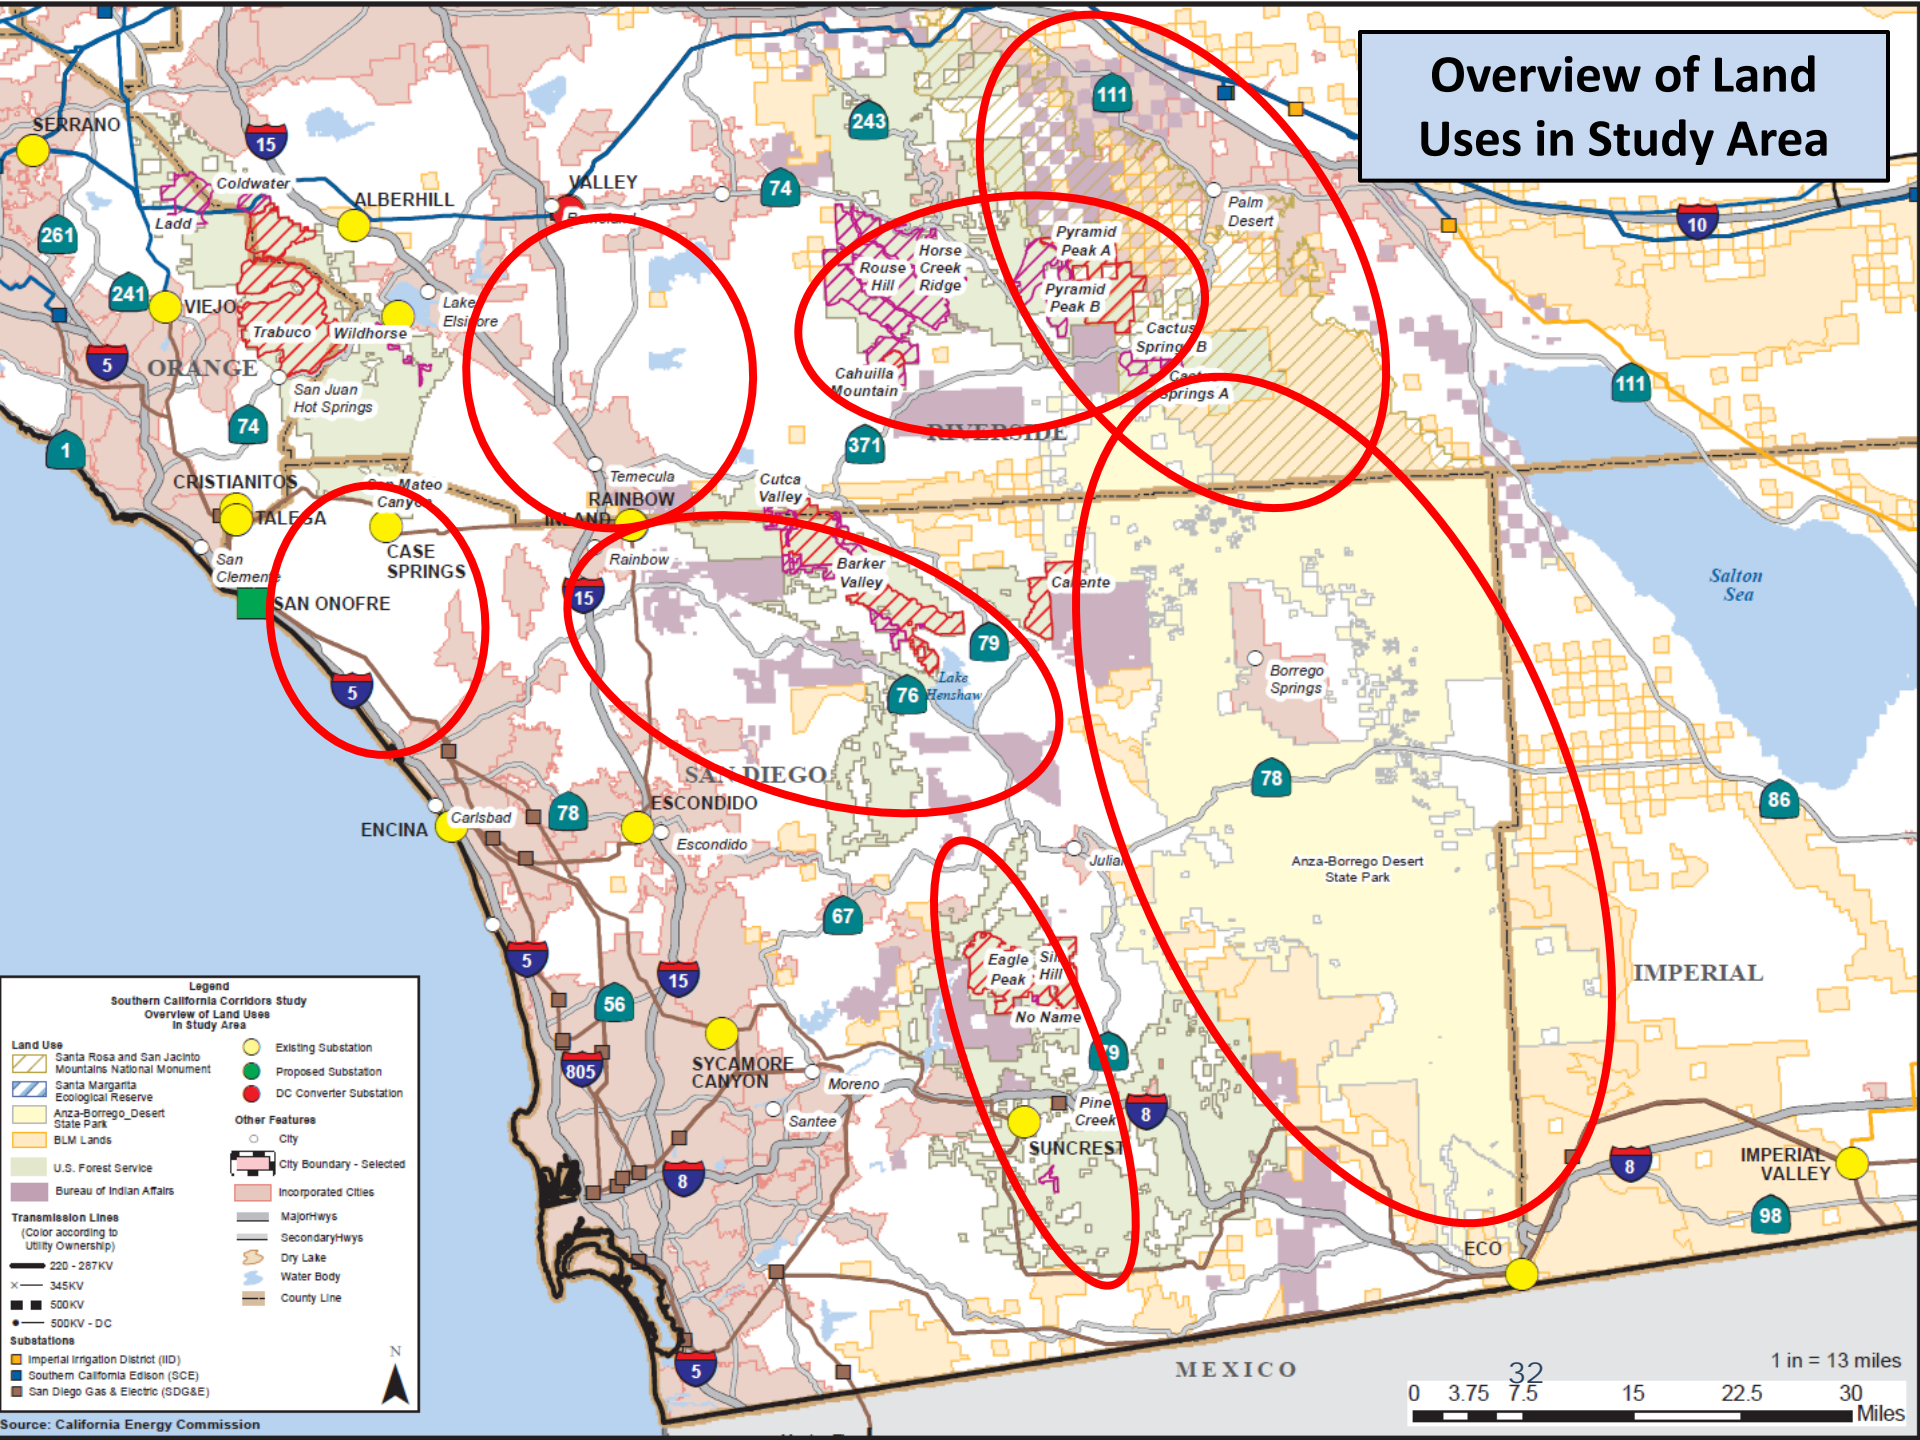 Overview of Land
Uses in Study Area
SERRANO
15
Coldwater
Ladd
ALBERHILL
VALLEY
74
243
111
Palm
Desert
10
261
241
VIEJO
Lake
Elsinore
Trabuco
Wildhorse
5
ORANGE
San Juan
Hot Springs
74
1
Horse
Creek
Ridge
Rouse
Hill
Pyramid
Peak A
Pyramid
Peak B
Cactus
Spring B
Cactus
Springs A
Cahuilla
Mountain
RIVERSIDE
371
111
CRISTIANITOS
San Mateo
Canyon
TALEGA
Temecula
RAINBOW
INLAND
Rainbow
Cutca
Valley
CASE
SPRINGS
San
Clemente
SAN ONOFRE
15
Barker
Valley
Caliente
79
76
Lake
Henshaw
Salton
Sea
Borrego
Springs
5
SAN DIEGO
78
86
ESCONDIDO
78
ENCINA
Carlsbad
Escondido
Julian
Anza-Borrego Desert
State Park
67
Eagle
Peak
Sill
Hill
No Name
IMPERIAL
5
15
56
805
SYCAMORE
CANYON
Moreno
Santee
79
Pine
Creek
8
SUNCREST
8
8
IMPERIAL
VALLEY
98
ECO
5
MEXICO
Legend
Southern California Corridors Study
Overview of Land Uses
In Study Area
Land Use
Santa Rosa and San Jacinto
Mountains National Monument
Santa Margarita
Ecological Reserve
Anza-Borrego_Desert
State Park
BLM Lands
U.S. Forest Service
Bureau of Indian Affairs
Transmission Lines
(Color according to
Utility Ownership)
220 - 287KV
345KV
500KV
500KV - DC
Substations
Imperial Irrigation District (IID)
Southern California Edison (SCE)
San Diego Gas & Electric (SDG&E)
Existing Substation
Proposed Substation
DC Converter Substation
Other Features
City
City Boundary - Selected
Incorporated Cities
MajorHwys
SecondaryHwys
Dry Lake
Water Body
County Line
N
Source: California Energy Commission
32
1 in = 13 miles
0 3.75 7.5 15 22.5 30
Miles